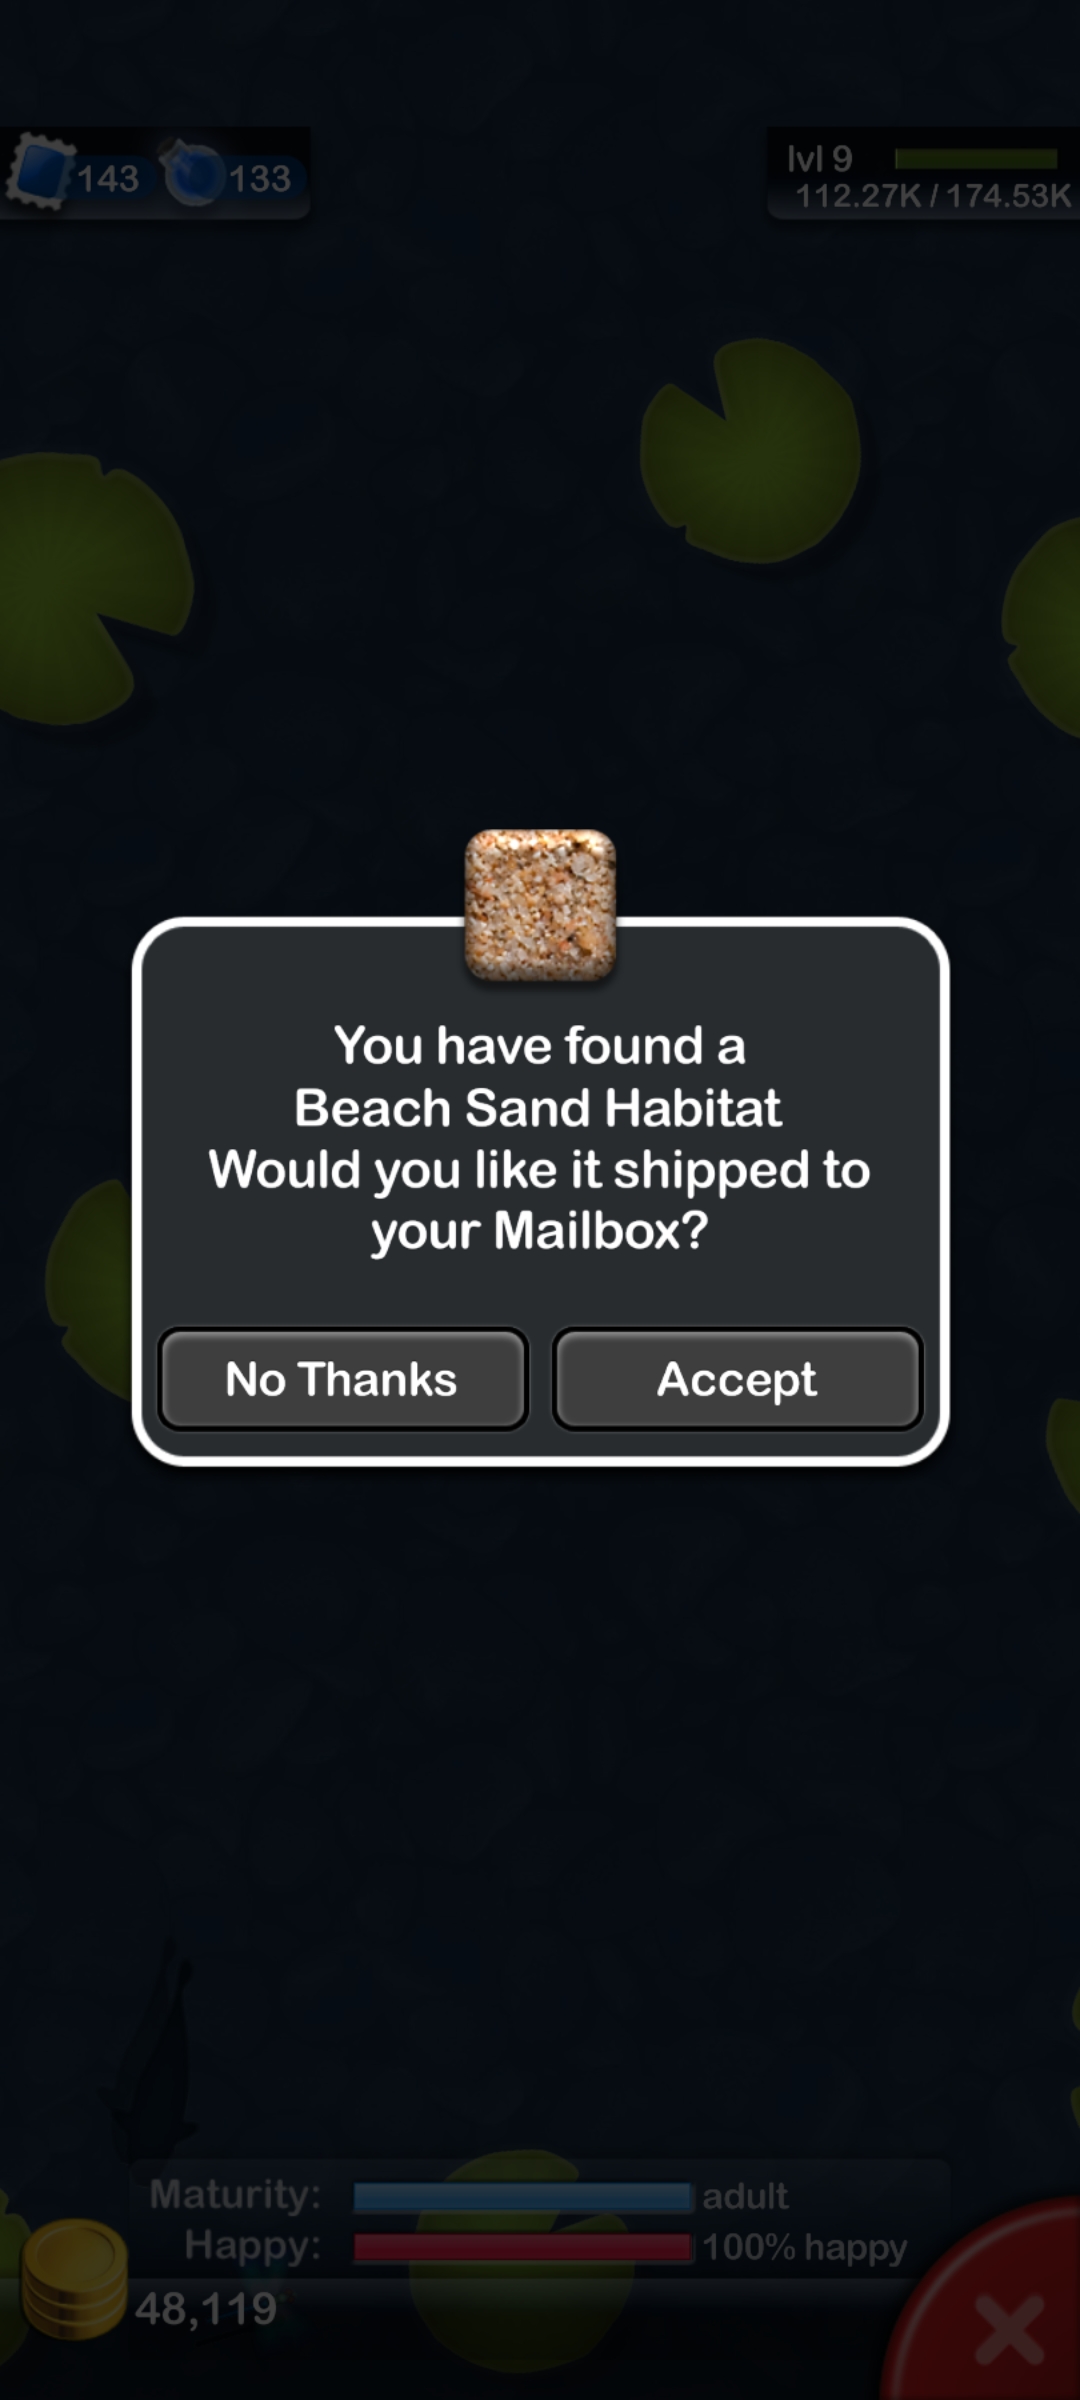 143 133
lvl 9
112.27K / 174.53K
You have found a
Beach Sand Habitat
Would you like it shipped to
your Mailbox?
No Thanks Accept
Maturity: adult
Happy: 100% happy
48,119